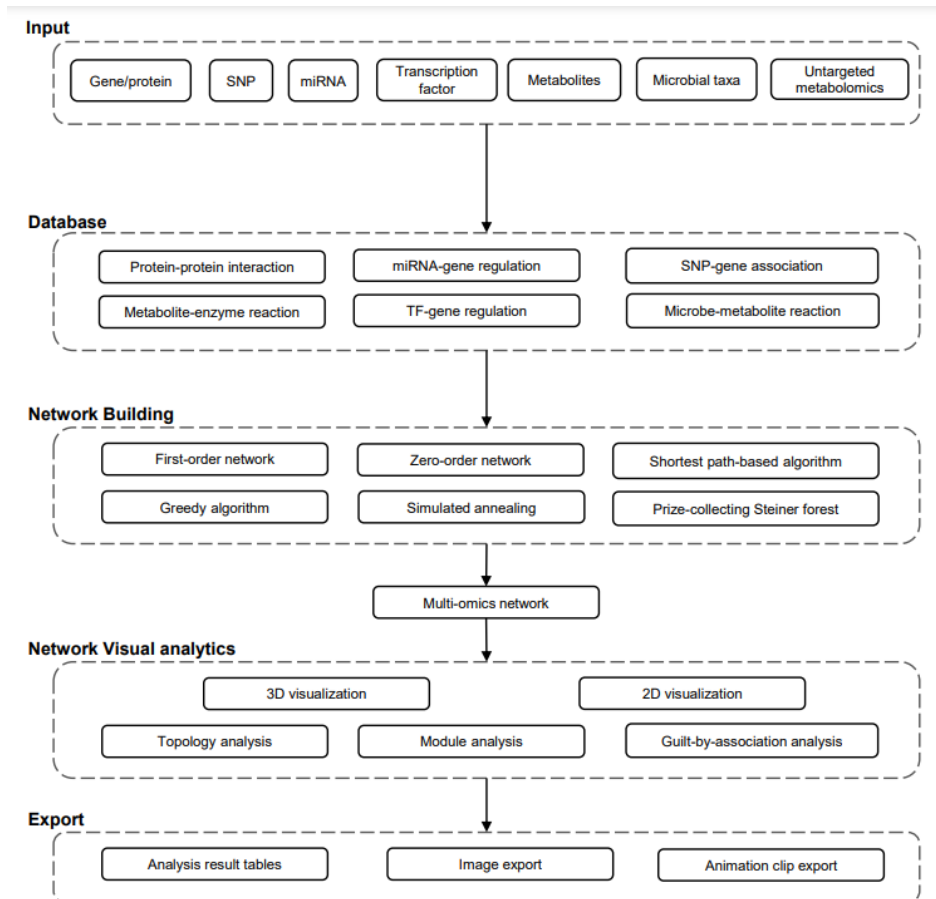 Input
Gene/protein
SNP
miRNA
Transcription
factor
Metabolites
Microbial taxa
Untargeted
metabolomics
Database
Protein-protein interaction
miRNA-gene regulation
SNP-gene association
Metabolite-enzyme reaction
TF-gene regulation
Microbe-metabolite reaction
Network Building
First-order network
Zero-order network
Shortest path-based algorithm
Greedy algorithm
Simulated annealing
Prize-collecting Steiner forest
Multi-omics network
Network Visual analytics
3D visualization
2D visualization
Topology analysis
Module analysis
Guilt-by-association analysis
Export
Analysis result tables
Image export
Animation clip export